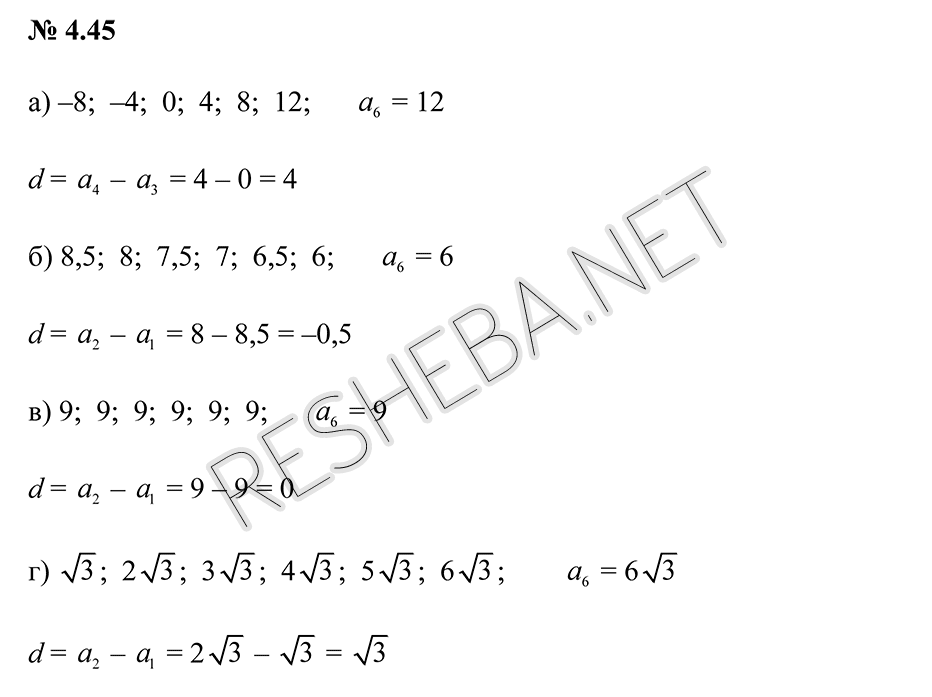 № 4.45
а) –8; –4; 0; 4; 8; 12; a₆ = 12
d = a₄ – a₃ = 4 – 0 = 4
б) 8,5; 8; 7,5; 7; 6,5; 6; a₆ = 6
d = a₂ – a₁ = 8 – 8,5 = –0,5
в) 9; 9; 9; 9; 9; 9; a₆ = 9
d = a₂ – a₁ = 9 – 9 = 0
г) √3; 2√3; 3√3; 4√3; 5√3; 6√3; a₆ = 6√3
d = a₂ – a₁ = 2√3 – √3 = √3
RESHEBA.NET